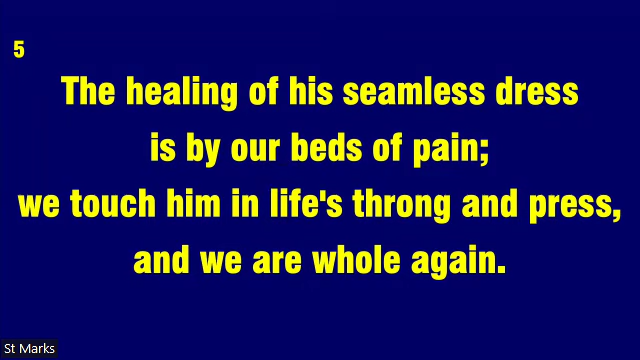 5
The healing of his seamless dress
is by our beds of pain;
we touch him in life's throng and press,
and we are whole again.
St Marks